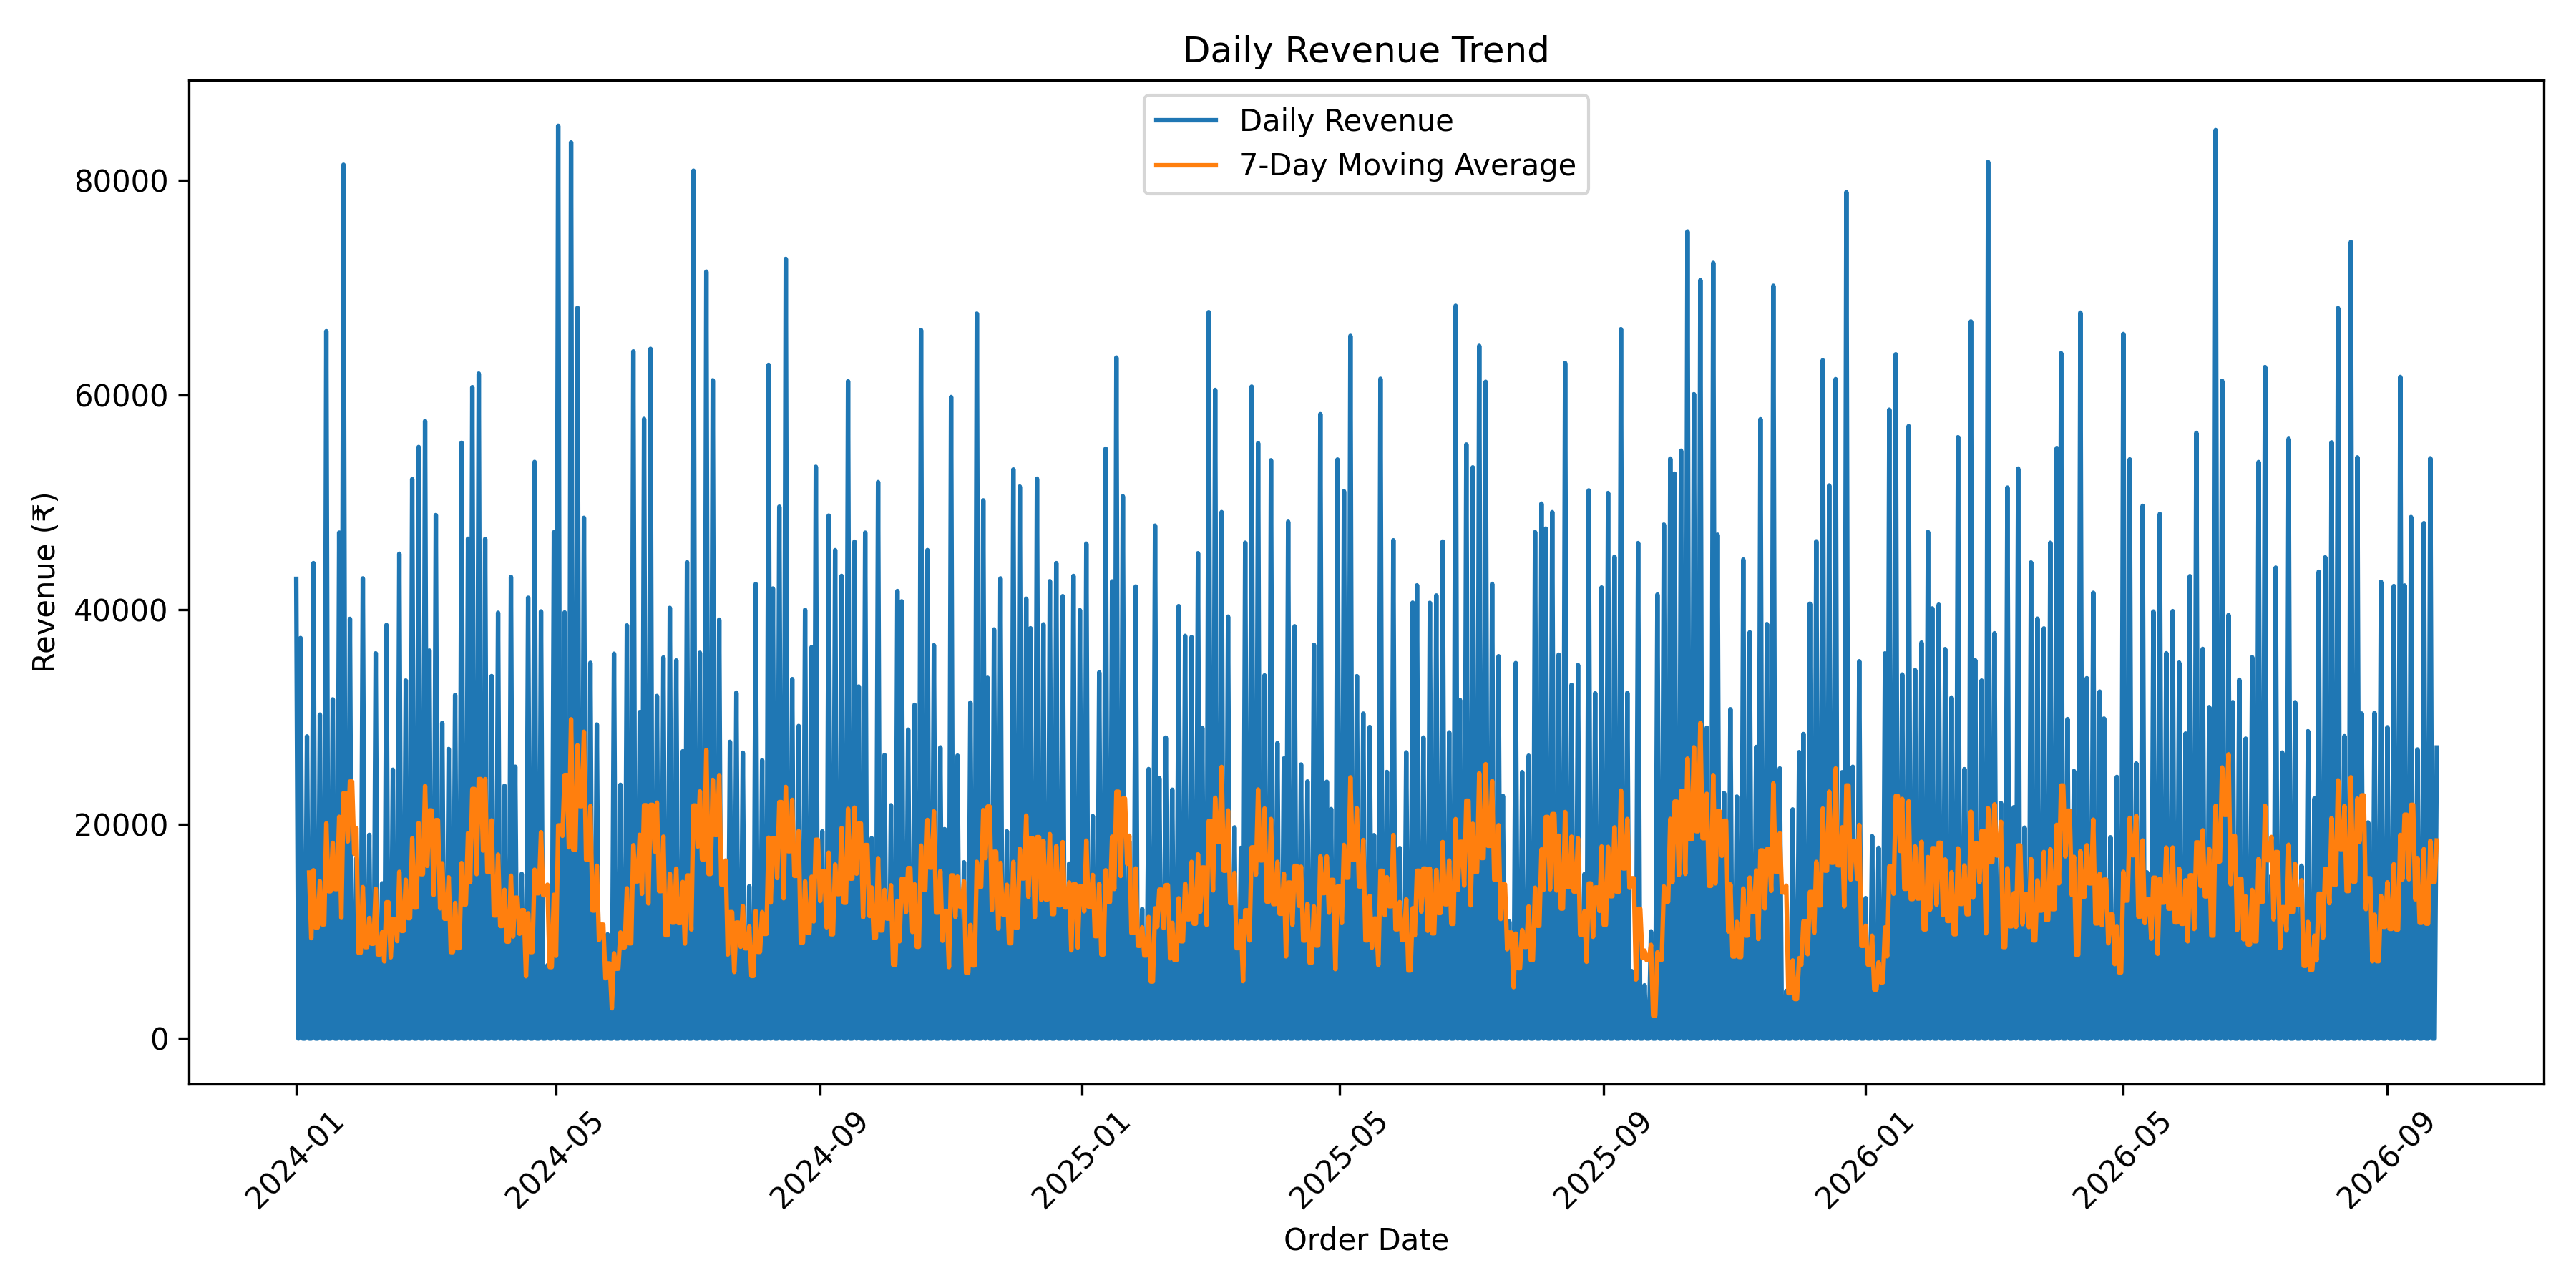 Daily Revenue Trend
Daily Revenue
7-Day Moving Average
80000
60000
40000
20000
0
Revenue (₹)
2024-01
2024-05
2024-09
2025-01
2025-05
2025-09
2026-01
2026-05
2026-09
Order Date